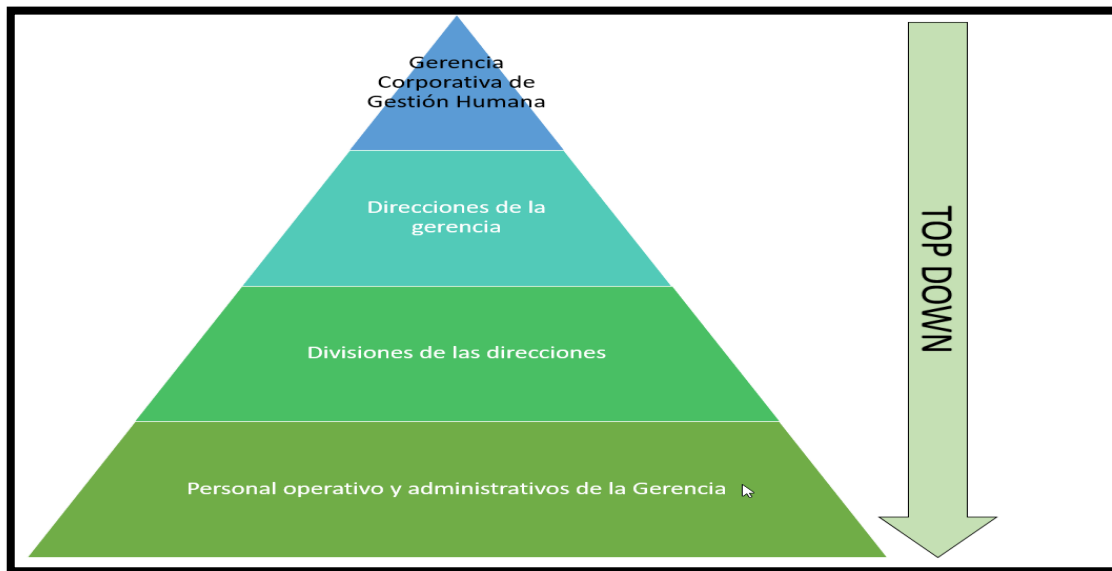 Gerencia
Corporativa de
Gestión Humana
Direcciones de la
gerencia
Divisiones de las direcciones
Personal operativo y administrativos de la Gerencia
TOP DOWN